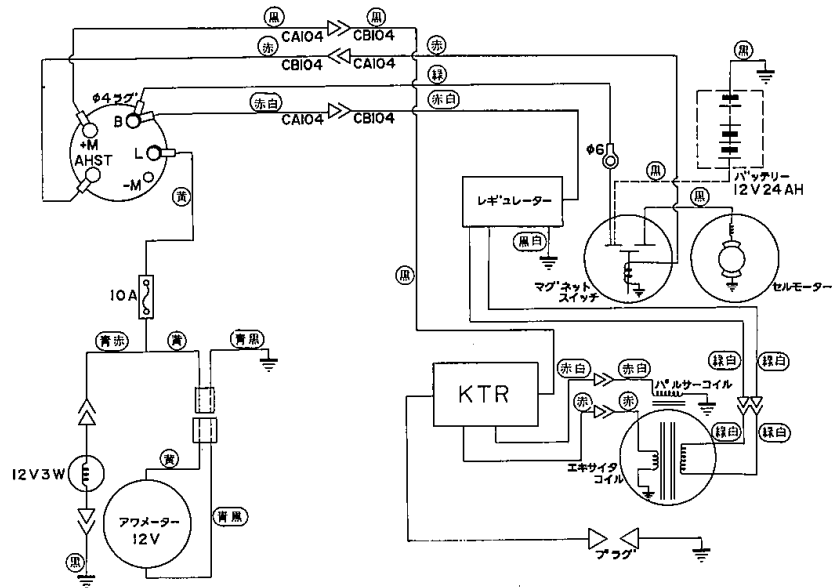 黒
黒
CA104
CB104
赤
赤
CB104
CA104
緑
黒
φ4ラグ
B
赤白
赤白
CA104
CB104
+M
AHST
L
-M
φ6
黒
バッテリー
12V24AH
黄
レギュレーター
黒
黒白
黒
マグネット
スイッチ
セルモーター
10A
青赤
黄
青黒
緑白
緑白
KTR
赤白
赤白
パルサーコイル
赤
赤
緑白
緑白
エキサイタ
コイル
12V3W
黄
青黒
アワメーター
12V
黒
プラグ